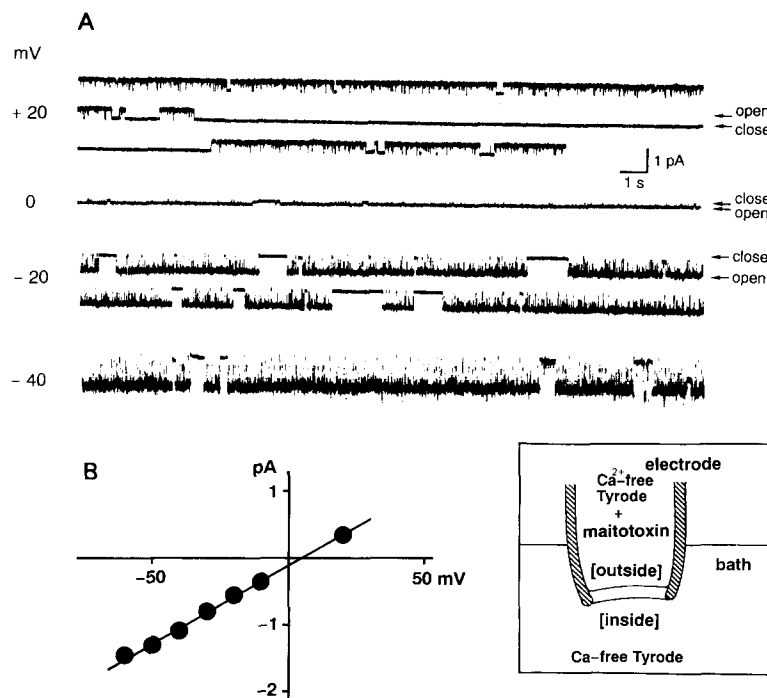 A
mV
+ 20
open
close
1 pA
1 s
0
close
open
close
- 20
open
- 40
B
pA
1
-50
50 mV
-1
-2
electrode
Ca2+-free
Tyrode
+
maitotoxin
[outside]
bath
[inside]
Ca-free Tyrode